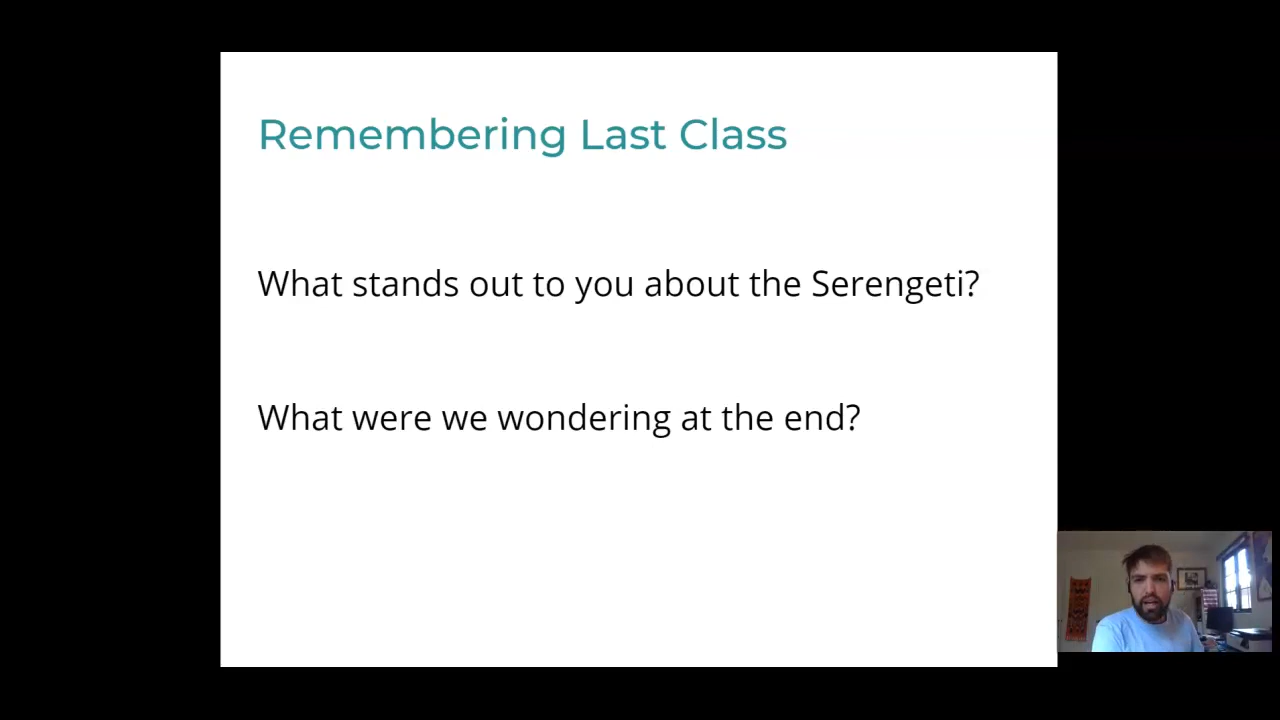 Remembering Last Class
What stands out to you about the Serengeti?
What were we wondering at the end?